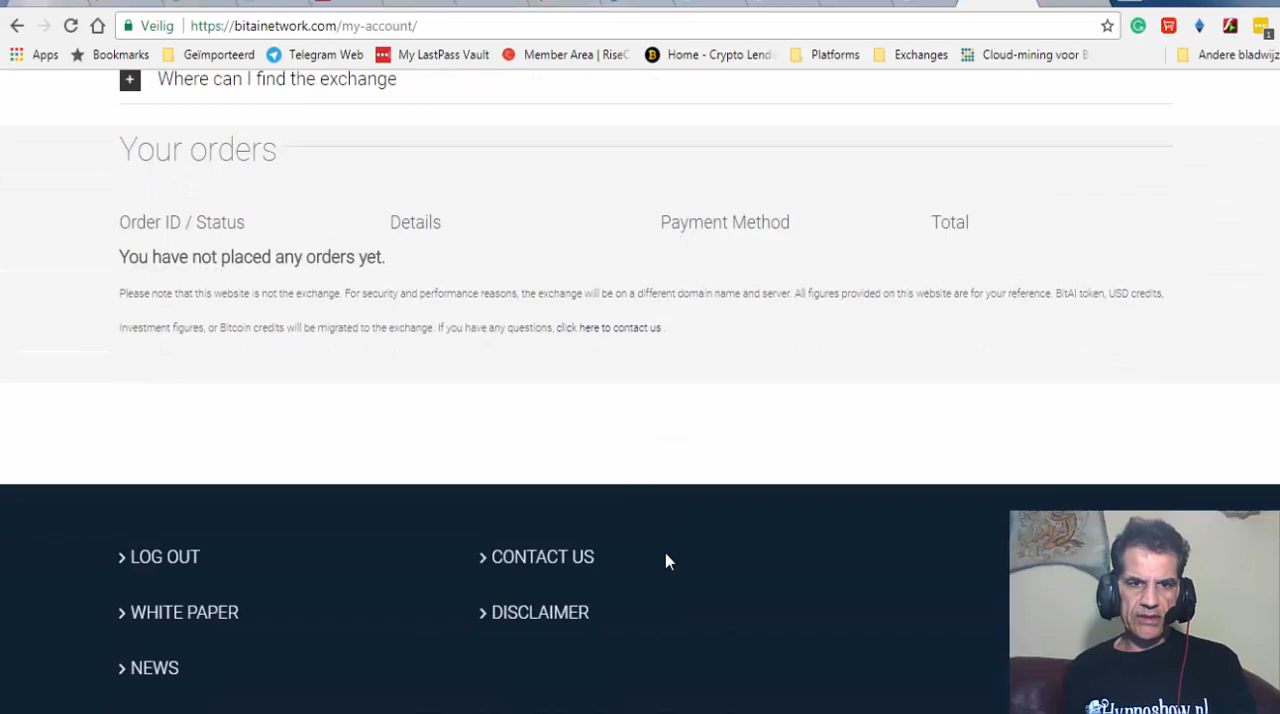 Veilig https://bitainetwork.com/my-account/
Apps Bookmarks Geïmporteerd Telegram Web My LastPass Vault Member Area | RiseC Home - Crypto Lend Platforms Exchanges Cloud-mining voor B Andere bladwijz
Where can I find the exchange
Your orders
Order ID / Status Details Payment Method Total
You have not placed any orders yet.
Please note that this website is not the exchange. For security and performance reasons, the exchange will be on a different domain name and server. All figures provided on this website are for your reference. BitAI token, USD credits,
Investment figures, or Bitcoin credits will be migrated to the exchange. If you have any questions, click here to contact us .
LOG OUT CONTACT US
WHITE PAPER DISCLAIMER
NEWS
Hypnoshow.nl